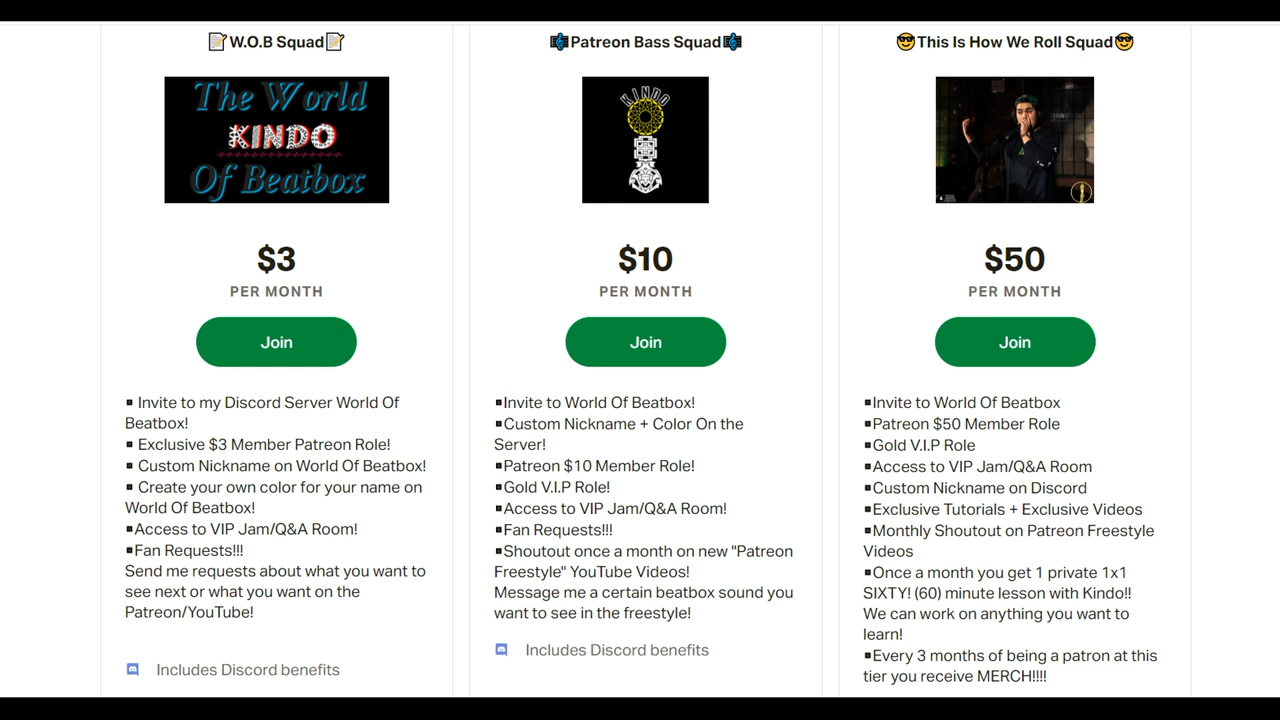 📝W.O.B Squad📝
The World
KINDO
Of Beatbox
$3
PER MONTH
Join
▪ Invite to my Discord Server World Of
Beatbox!
▪ Exclusive $3 Member Patreon Role!
▪ Custom Nickname on World Of Beatbox!
▪ Create your own color for your name on
World Of Beatbox!
▪Access to VIP Jam/Q&A Room!
▪Fan Requests!!!
Send me requests about what you want to
see next or what you want on the
Patreon/YouTube!
Includes Discord benefits
🎼Patreon Bass Squad🎼
KINDO
$10
PER MONTH
Join
▪Invite to World Of Beatbox!
▪Custom Nickname + Color On the
Server!
▪Patreon $10 Member Role!
▪Gold V.I.P Role!
▪Access to VIP Jam/Q&A Room!
▪Fan Requests!!!
▪Shoutout once a month on new "Patreon
Freestyle" YouTube Videos!
Message me a certain beatbox sound you
want to see in the freestyle!
Includes Discord benefits
😎This Is How We Roll Squad😎
$50
PER MONTH
Join
▪Invite to World Of Beatbox
▪Patreon $50 Member Role
▪Gold V.I.P Role
▪Access to VIP Jam/Q&A Room
▪Custom Nickname on Discord
▪Exclusive Tutorials + Exclusive Videos
▪Monthly Shoutout on Patreon Freestyle
Videos
▪Once a month you get 1 private 1x1
SIXTY! (60) minute lesson with Kindo!!
We can work on anything you want to
learn!
▪Every 3 months of being a patron at this
tier you receive MERCH!!!!